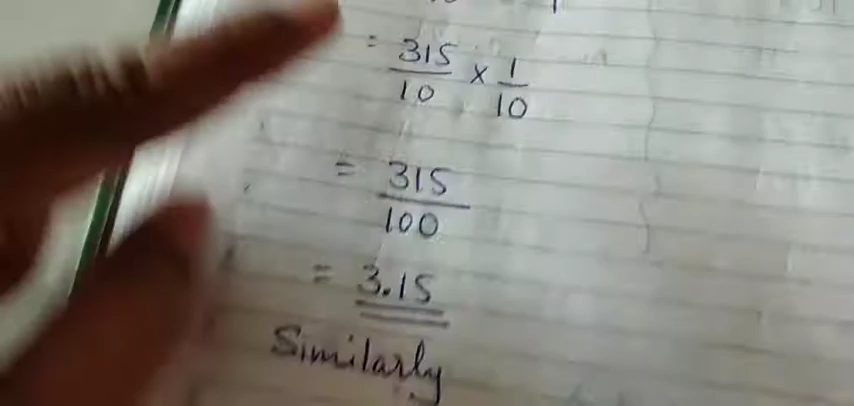 = 315/10 × 1/10
= 315/100
= 3.15
Similarly